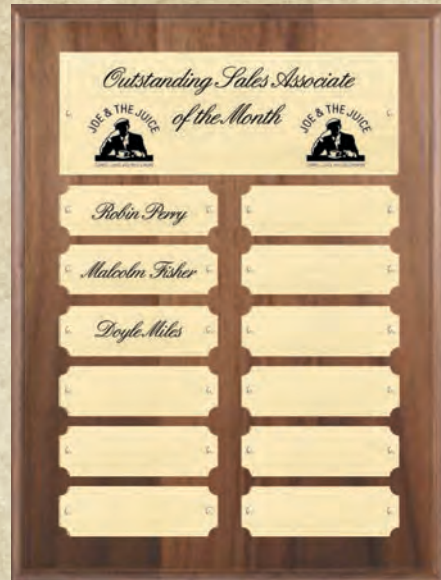 Outstanding Sales Associate
of the Month
JOE & THE JUICE
JOE & THE JUICE
Robin Perry
Malcolm Fisher
Doyle Miles